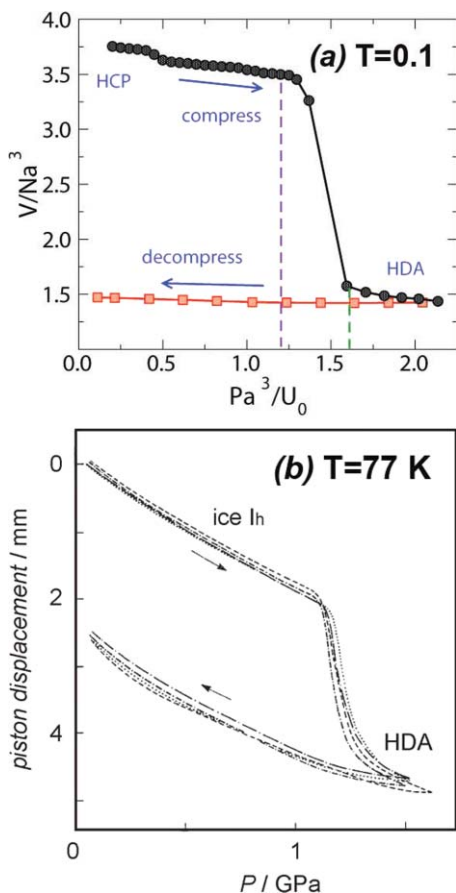 (a) T=0.1
V/Na³
4.0
3.5
3.0
2.5
2.0
1.5
HCP
compress
decompress
HDA
0.0 0.5 1.0 1.5 2.0
Pa³/U₀
(b) T=77 K
piston displacement / mm
0
2
4
ice Ih
HDA
0 1
P / GPa